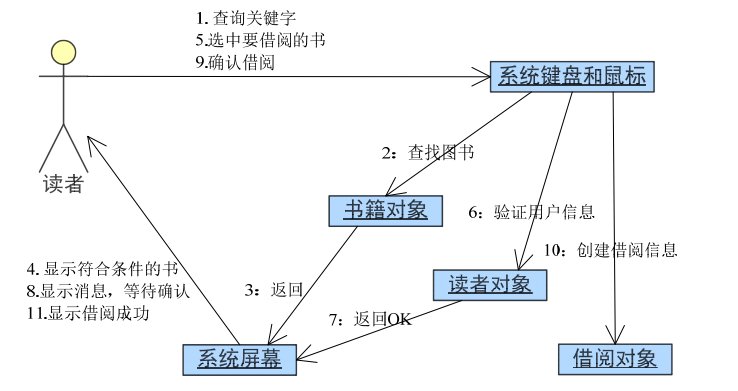 1. 查询关键字
5.选中要借阅的书
9.确认借阅
系统键盘和鼠标
2：查找图书
读者
书籍对象
6：验证用户信息
10：创建借阅信息
4. 显示符合条件的书
8.显示消息，等待确认
11.显示借阅成功
3：返回
读者对象
7：返回OK
系统屏幕
借阅对象